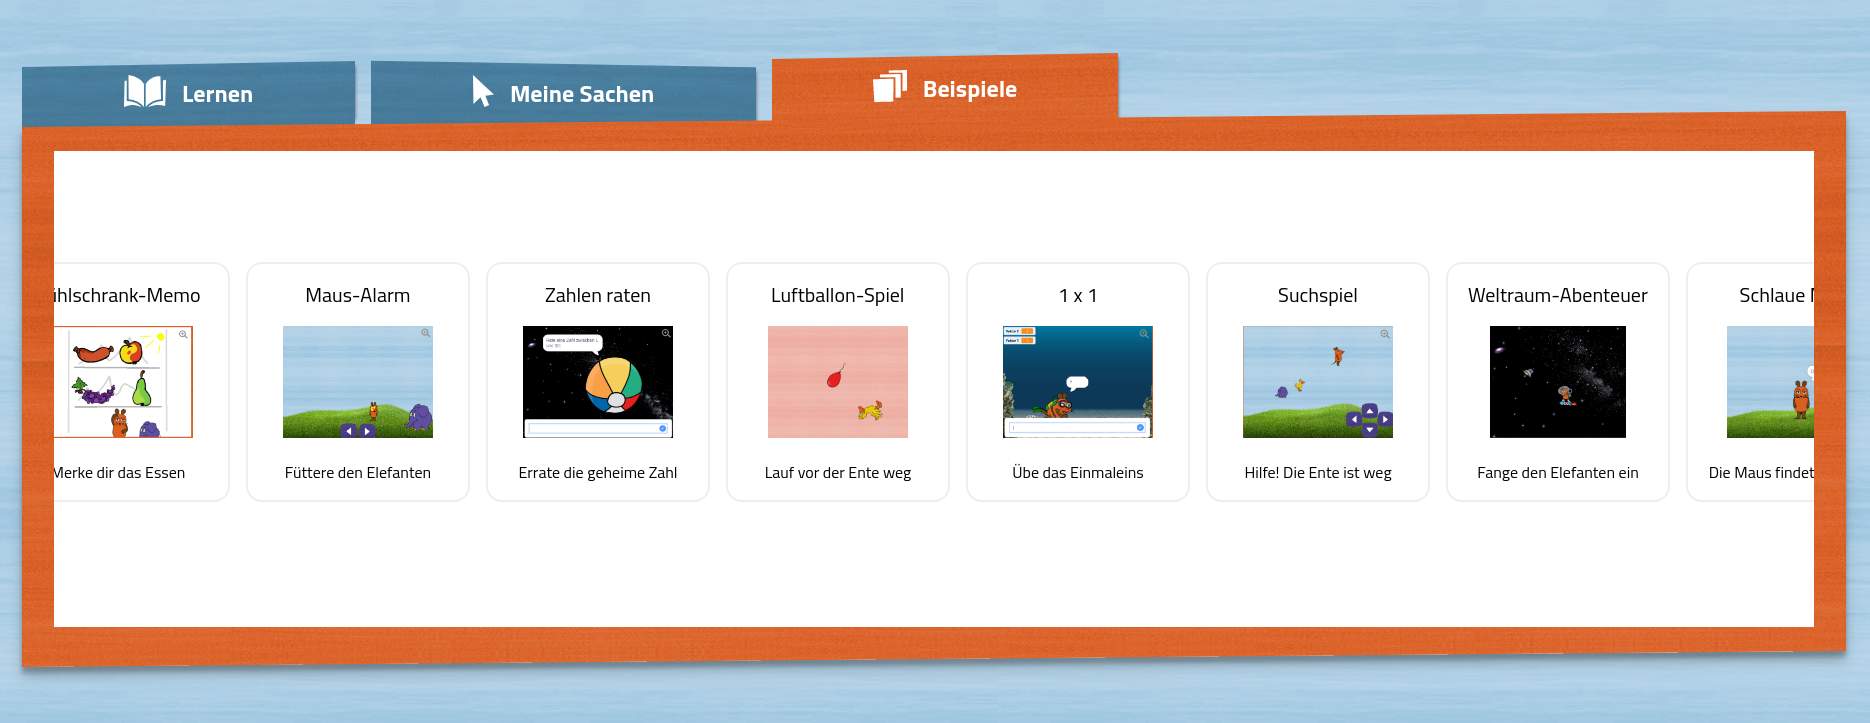 Lernen
Meine Sachen
Beispiele
ühlschrank-Memo
Merke dir das Essen
Maus-Alarm
Füttere den Elefanten
Zahlen raten
Errate die geheime Zahl
Luftballon-Spiel
Lauf vor der Ente weg
1 x 1
Übe das Einmaleins
Suchspiel
Hilfe! Die Ente ist weg
Weltraum-Abenteuer
Fange den Elefanten ein
Schlaue
Die Maus findet